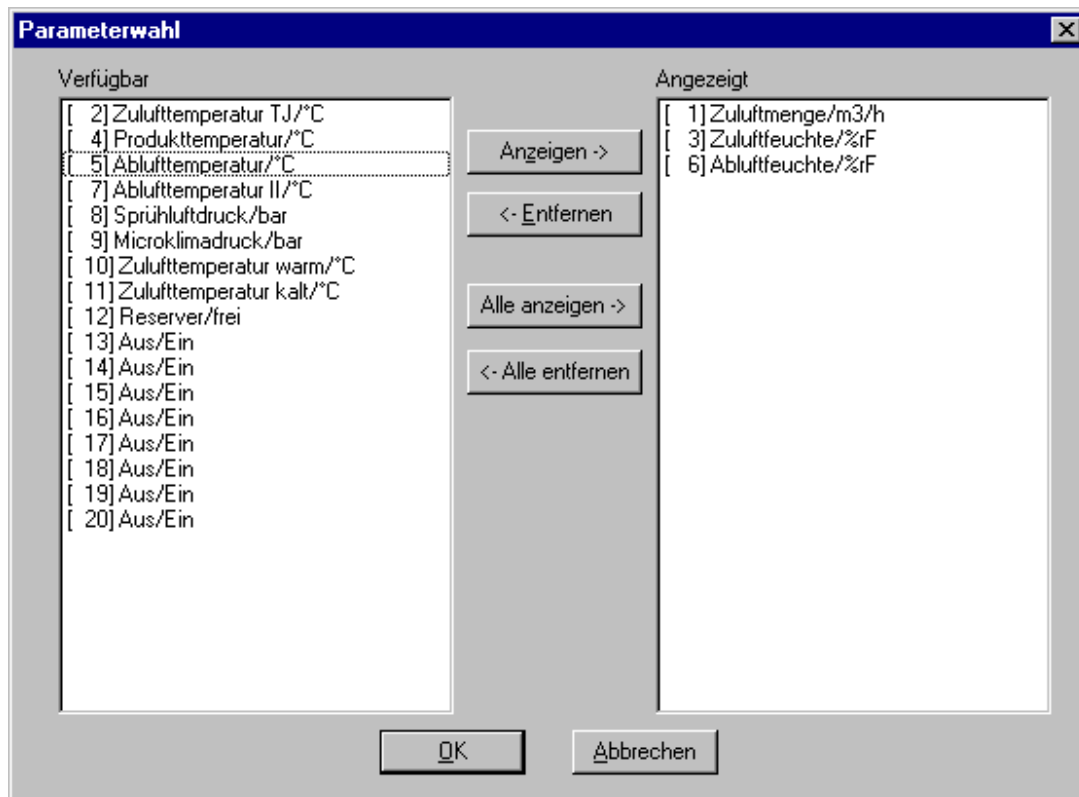 Parameterwahl
Verfügbar
[ 2] Zulufttemperatur TJ/°C
[ 4] Produkttemperatur/°C
[ 5] Ablufttemperatur/°C
[ 7] Ablufttemperatur II/°C
[ 8] Sprühluftdruck/bar
[ 9] Microklimadruck/bar
[ 10] Zulufttemperatur warm/°C
[ 11] Zulufttemperatur kalt/°C
[ 12] Reserver/frei
[ 13] Aus/Ein
[ 14] Aus/Ein
[ 15] Aus/Ein
[ 16] Aus/Ein
[ 17] Aus/Ein
[ 18] Aus/Ein
[ 19] Aus/Ein
[ 20] Aus/Ein
Anzeigen ->
<- Entfernen
Alle anzeigen ->
<- Alle entfernen
Angezeigt
[ 1] Zuluftmenge/m3/h
[ 3] Zuluftfeuchte/%rF
[ 6] Abluftfeuchte/%rF
OK
Abbrechen